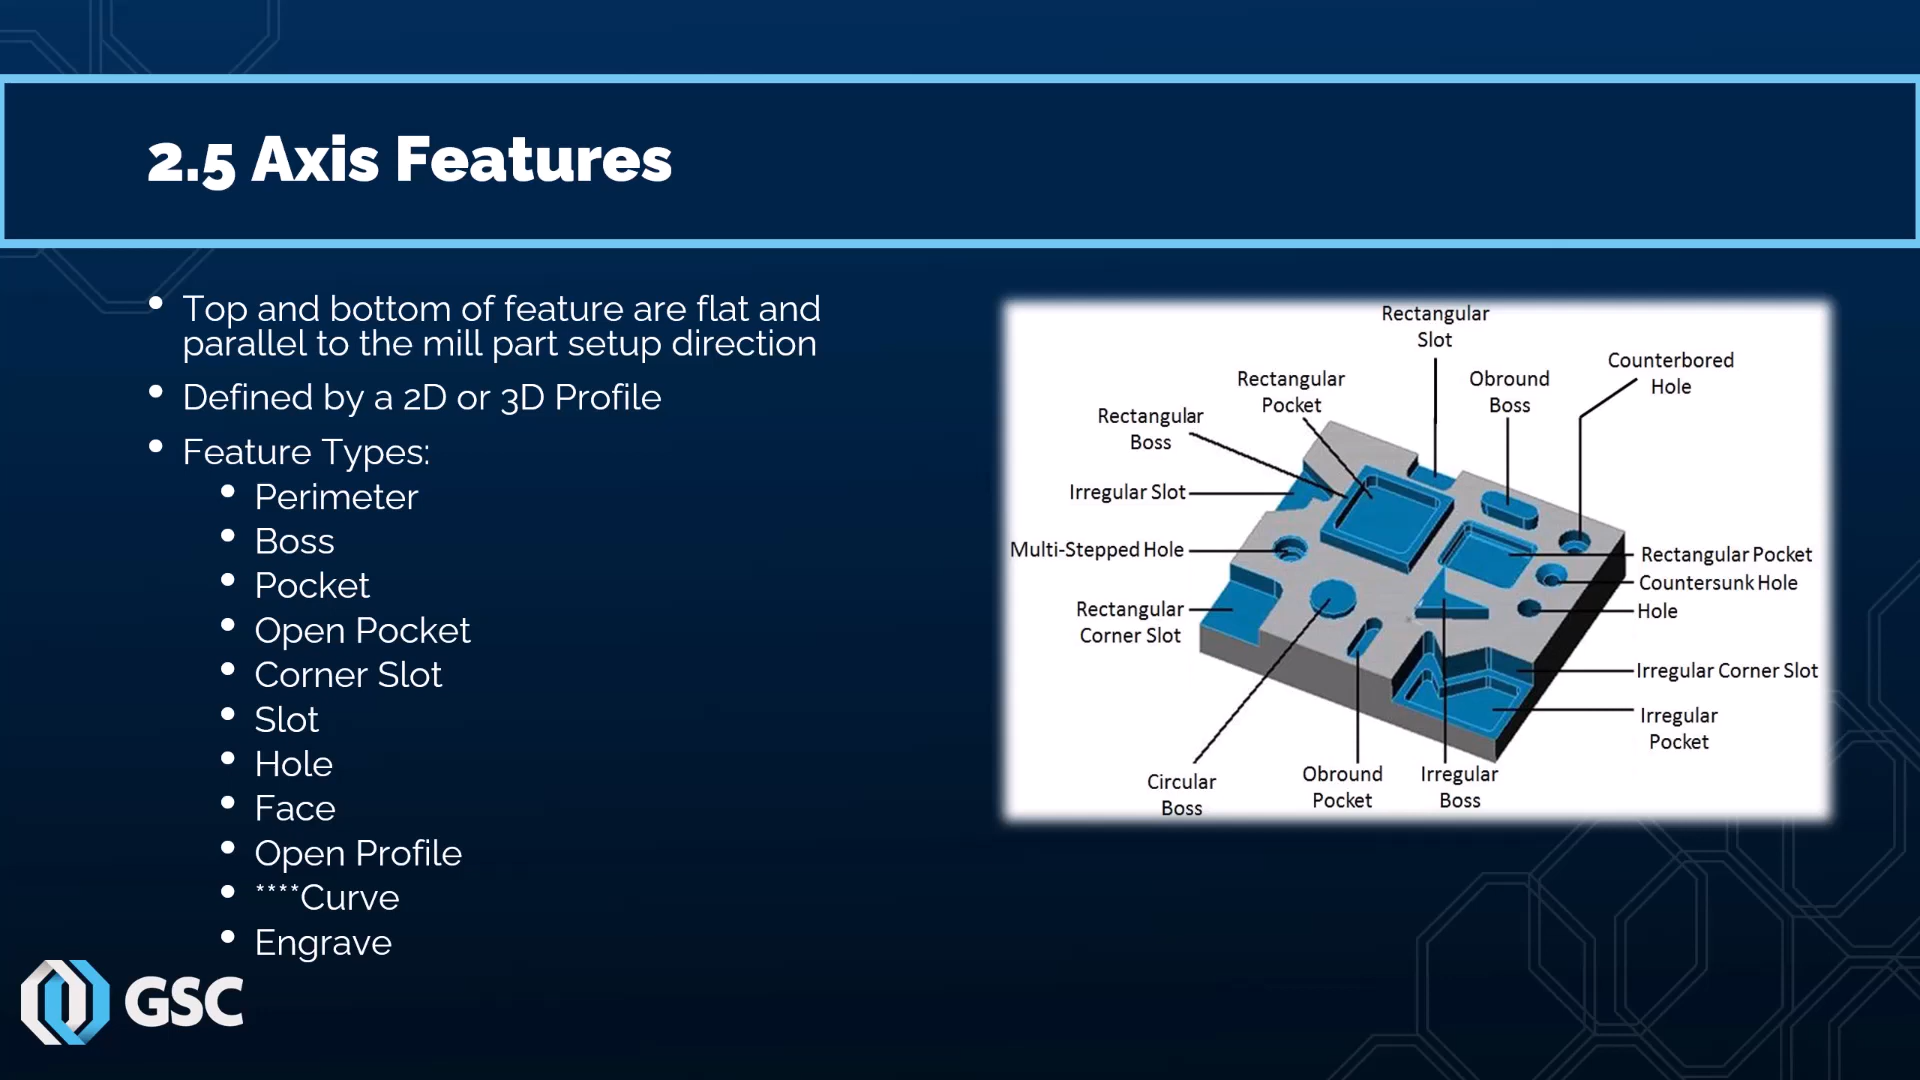 2.5 Axis Features
• Top and bottom of feature are flat and
parallel to the mill part setup direction
• Defined by a 2D or 3D Profile
• Feature Types:
• Perimeter
• Boss
• Pocket
• Open Pocket
• Corner Slot
• Slot
• Hole
• Face
• Open Profile
• ****Curve
• Engrave
Rectangular
Slot
Counterbored
Hole
Rectangular
Pocket
Obround
Boss
Rectangular
Boss
Irregular Slot
Multi-Stepped Hole
Rectangular Pocket
Countersunk Hole
Rectangular
Corner Slot
Hole
Irregular Corner Slot
Irregular
Pocket
Circular
Boss
Obround
Pocket
Irregular
Boss
GSC